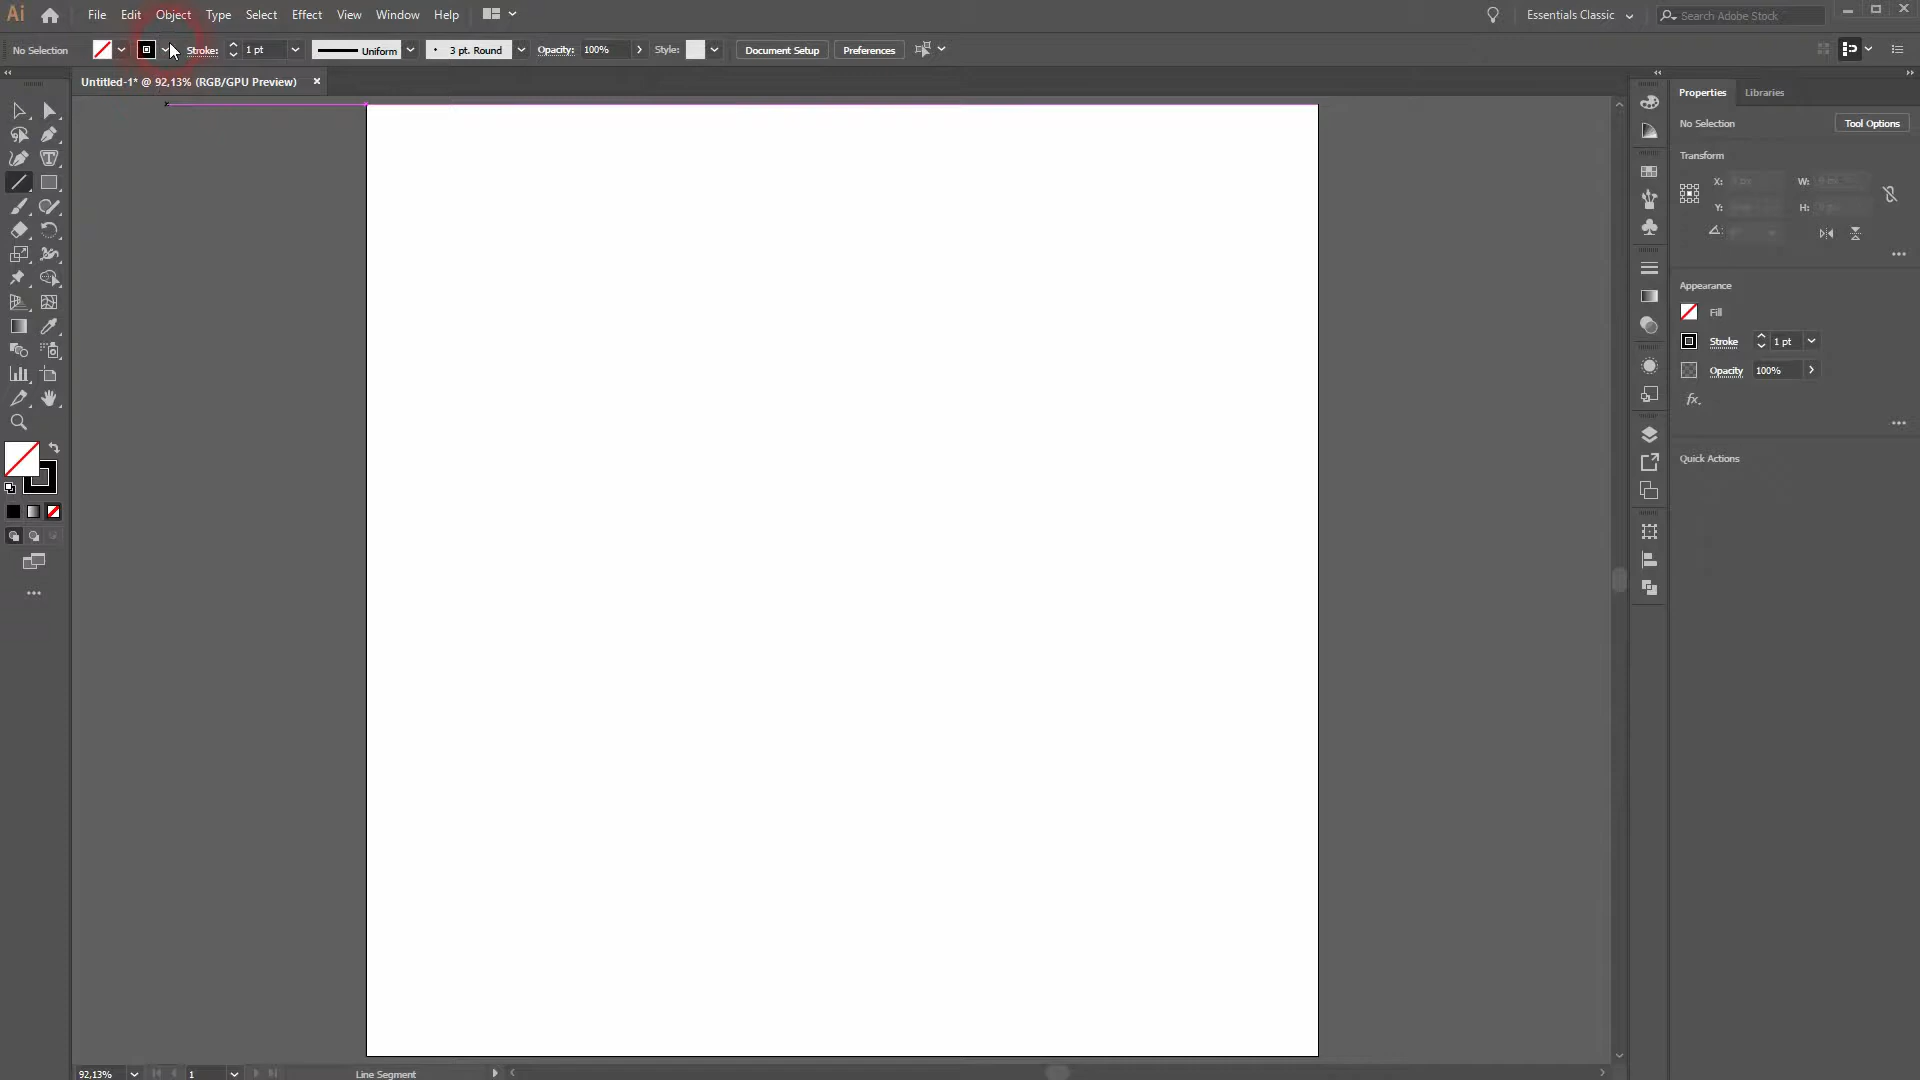 Ai File Edit Object Type Select Effect View Window Help Essentials Classic Search Adobe Stock
No Selection Stroke: 1 pt Uniform 3 pt. Round Opacity: 100% Style: Document Setup Preferences
Untitled-1* @ 92,13% (RGB/GPU Preview) ×
Properties Libraries
No Selection Tool Options
Transform
X: W:
Y: H:
Appearance
Fill
Stroke 1 pt
Opacity 100%
fx.
Quick Actions
92,13% 1 Line Segment